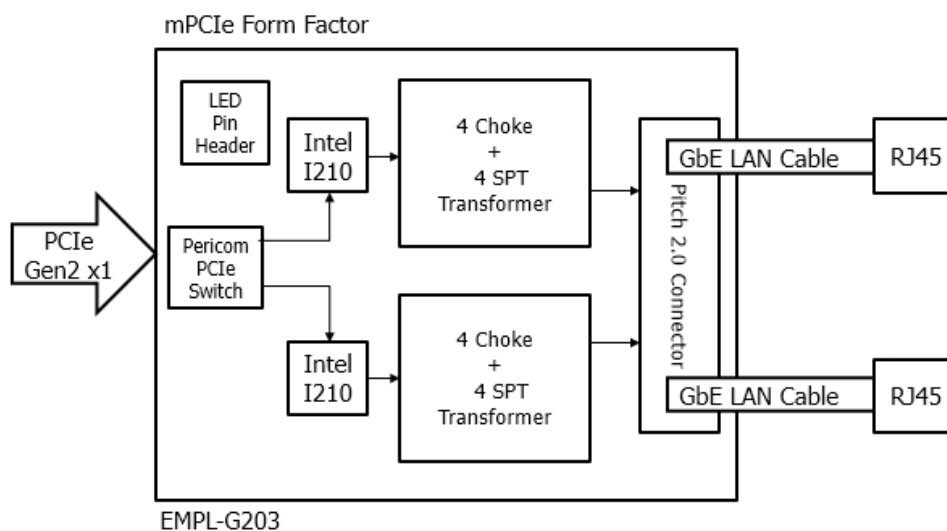 mPCIe Form Factor
LED
Pin
Header
Intel
I210
4 Choke
+
4 SPT
Transformer
GbE LAN Cable
RJ45
PCIe
Gen2 x1
Pericom
PCIe
Switch
Pitch 2.0 Connector
Intel
I210
4 Choke
+
4 SPT
Transformer
GbE LAN Cable
RJ45
EMPL-G203